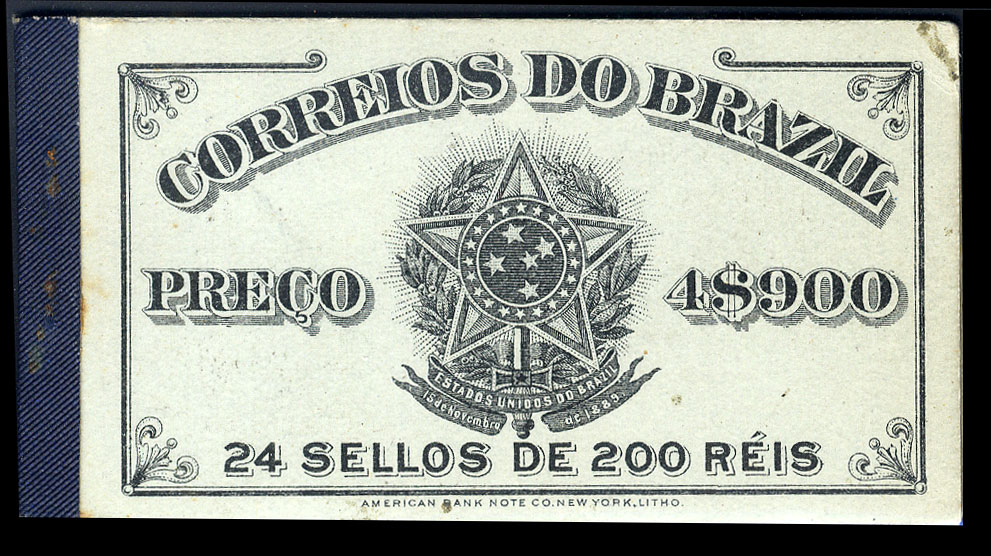 CORREIOS DO BRAZIL
PREÇO 4$900
ESTADOS UNIDOS DO BRAZIL
15 de Novembro de 1889
24 SELLOS DE 200 RÉIS
AMERICAN BANK NOTE CO. NEW YORK, LITHO.